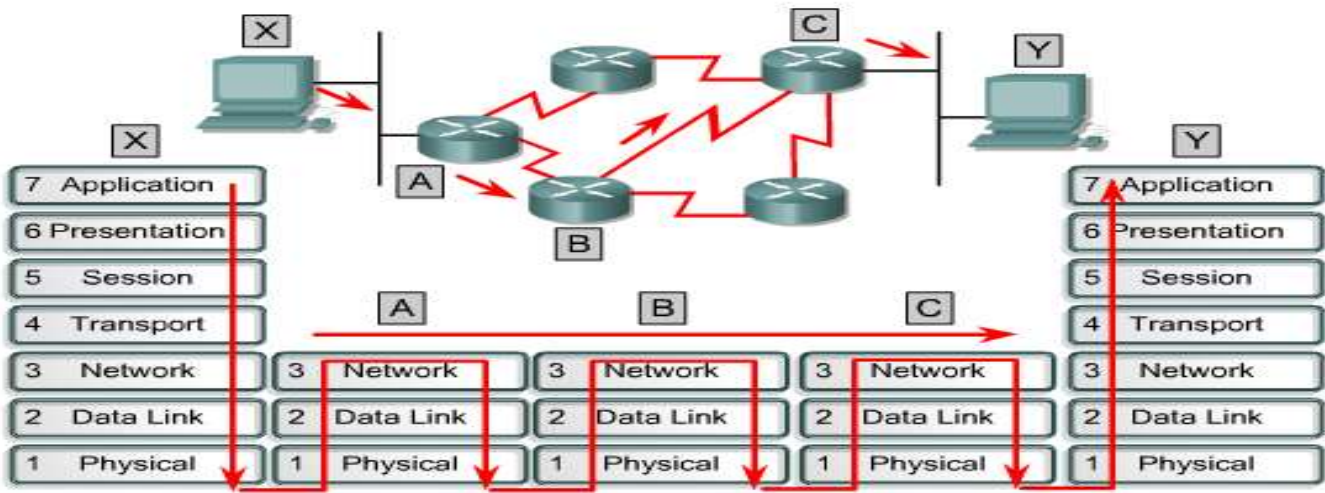 X
C
Y
X
A
Y
B
7 Application
7 Application
6 Presentation
6 Presentation
5 Session
5 Session
A
B
C
4 Transport
4 Transport
3 Network
3 Network
3 Network
3 Network
3 Network
2 Data Link
2 Data Link
2 Data Link
2 Data Link
2 Data Link
1 Physical
1 Physical
1 Physical
1 Physical
1 Physical